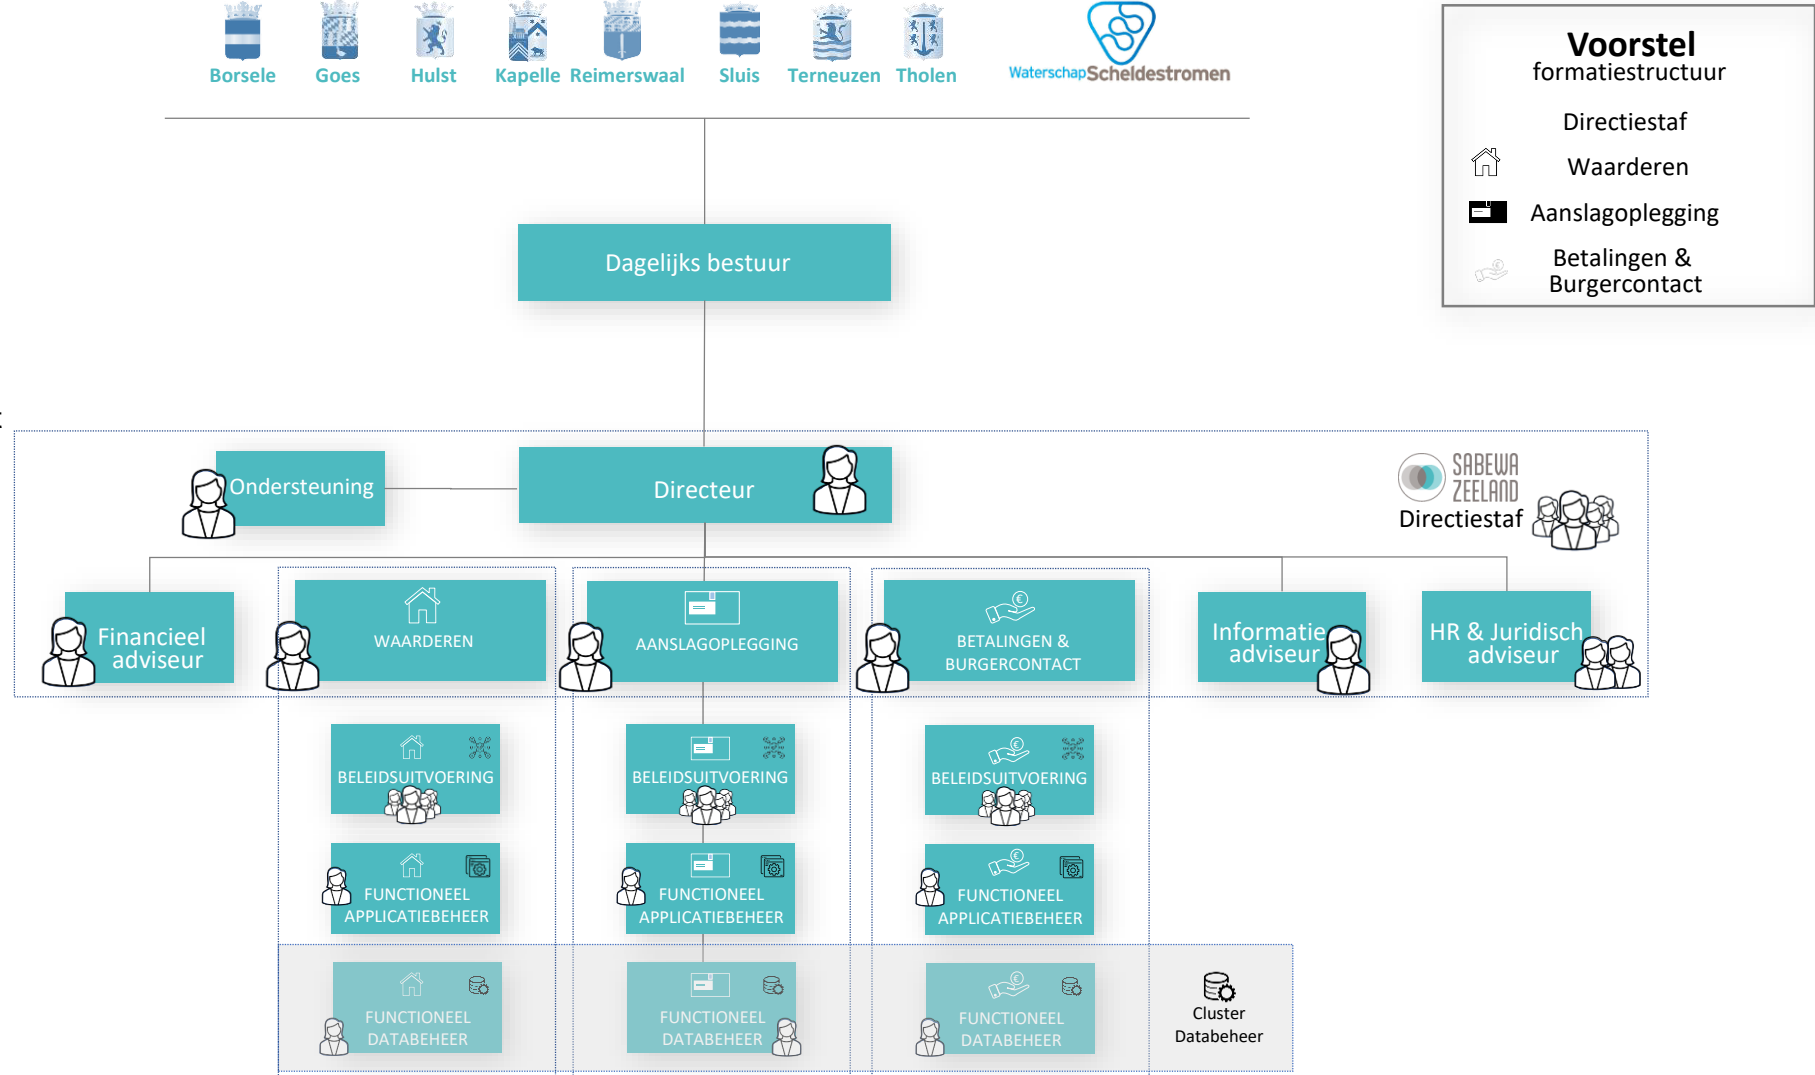 Borsele
Goes
Hulst
Kapelle
Reimerswaal
Sluis
Terneuzen
Tholen
WaterschapScheldestromen
Voorstel
formatiestructuur
Directiestaf
Waarderen
Aanslagoplegging
Betalingen &
Burgercontact
Dagelijks bestuur
Ondersteuning
Directeur
SABEWA
ZEELAND
Directiestaf
Financieel
adviseur
WAARDEREN
AANSLAGOPLEGGING
BETALINGEN &
BURGERCONTACT
Informatie
adviseur
HR & Juridisch
adviseur
BELEIDSUITVOERING
BELEIDSUITVOERING
BELEIDSUITVOERING
FUNCTIONEEL
APPLICATIEBEHEER
FUNCTIONEEL
APPLICATIEBEHEER
FUNCTIONEEL
APPLICATIEBEHEER
FUNCTIONEEL
DATABEHEER
FUNCTIONEEL
DATABEHEER
FUNCTIONEEL
DATABEHEER
Cluster
Databeheer